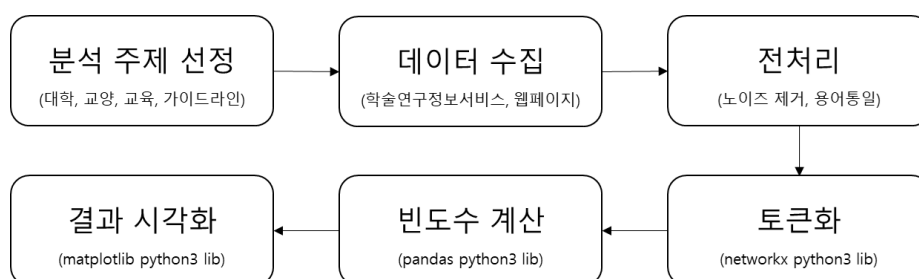 분석 주제 선정
(대학, 교양, 교육, 가이드라인)
데이터 수집
(학술연구정보서비스, 웹페이지)
전처리
(노이즈 제거, 용어통일)
토큰화
(networkx python3 lib)
빈도수 계산
(pandas python3 lib)
결과 시각화
(matplotlib python3 lib)